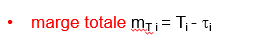 • marge totale mT i = Ti - τi